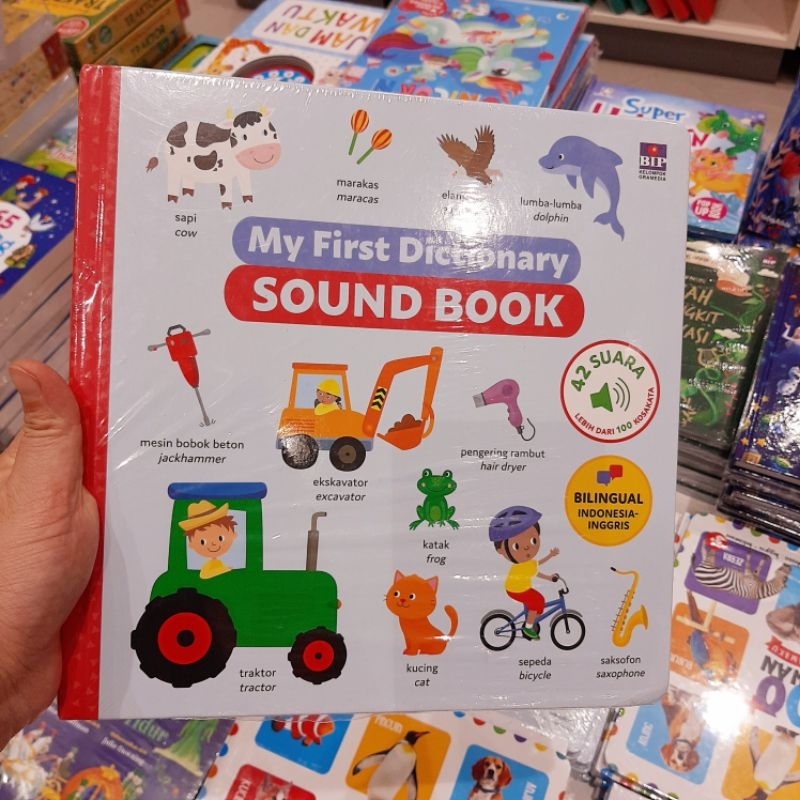 JAM DAN
WAKTU
Super
POP
UP
BIP
KELOMPOK
GRAMEDIA
sapi
cow
marakas
maracas
lumba-lumba
dolphin
My First Dictionary
SOUND BOOK
42 SUARA
LEBIH DARI 100 KOSAKATA
mesin bobok beton
jackhammer
ekskavator
excavator
pengering rambut
hair dryer
BILINGUAL
INDONESIA-
INGGRIS
katak
frog
traktor
tractor
kucing
cat
sepeda
bicycle
saksofon
saxophone